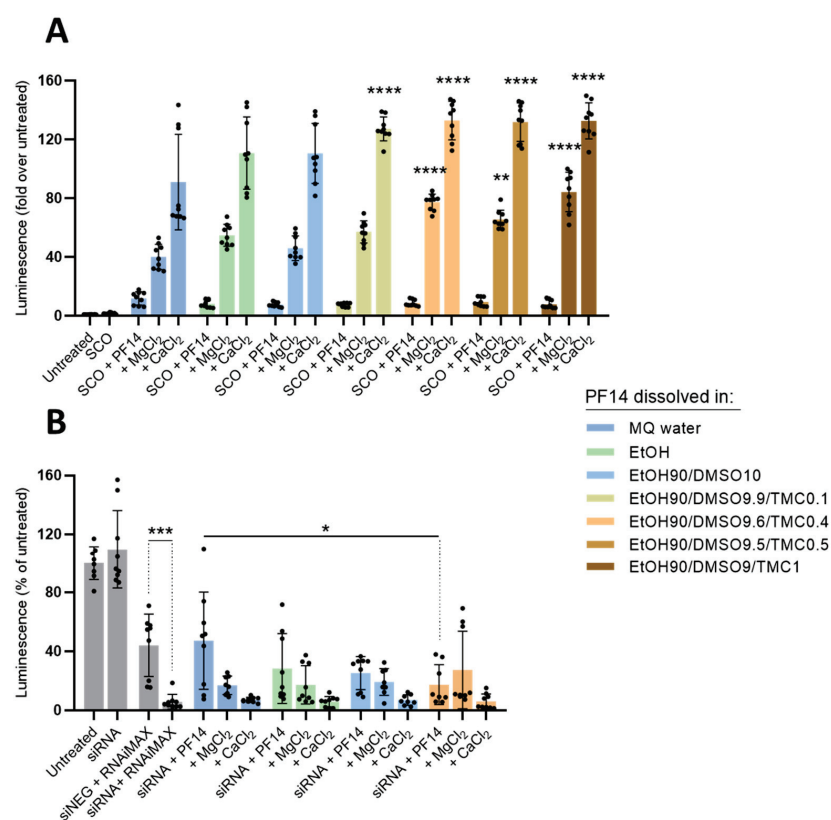 A
Luminescence (fold over untreated)
160
120
80
40
0
****
****
****
****
****
**
****
Untreated
SCO
SCO + PF14
+ MgCl₂
+ CaCl₂
SCO + PF14
+ MgCl₂
+ CaCl₂
SCO + PF14
+ MgCl₂
+ CaCl₂
SCO + PF14
+ MgCl₂
+ CaCl₂
SCO + PF14
+ MgCl₂
+ CaCl₂
SCO + PF14
+ MgCl₂
+ CaCl₂
SCO + PF14
+ MgCl₂
+ CaCl₂
PF14 dissolved in:
MQ water
EtOH
EtOH90/DMSO10
EtOH90/DMSO9.9/TMC0.1
EtOH90/DMSO9.6/TMC0.4
EtOH90/DMSO9.5/TMC0.5
EtOH90/DMSO9/TMC1
B
Luminescence (% of untreated)
160
120
80
40
0
***
*
Untreated
siRNA
siNEG + RNAiMAX
siRNA+ RNAiMAX
siRNA + PF14
+ MgCl₂
+ CaCl₂
siRNA + PF14
+ MgCl₂
+ CaCl₂
siRNA + PF14
+ MgCl₂
+ CaCl₂
siRNA + PF14
+ MgCl₂
+ CaCl₂